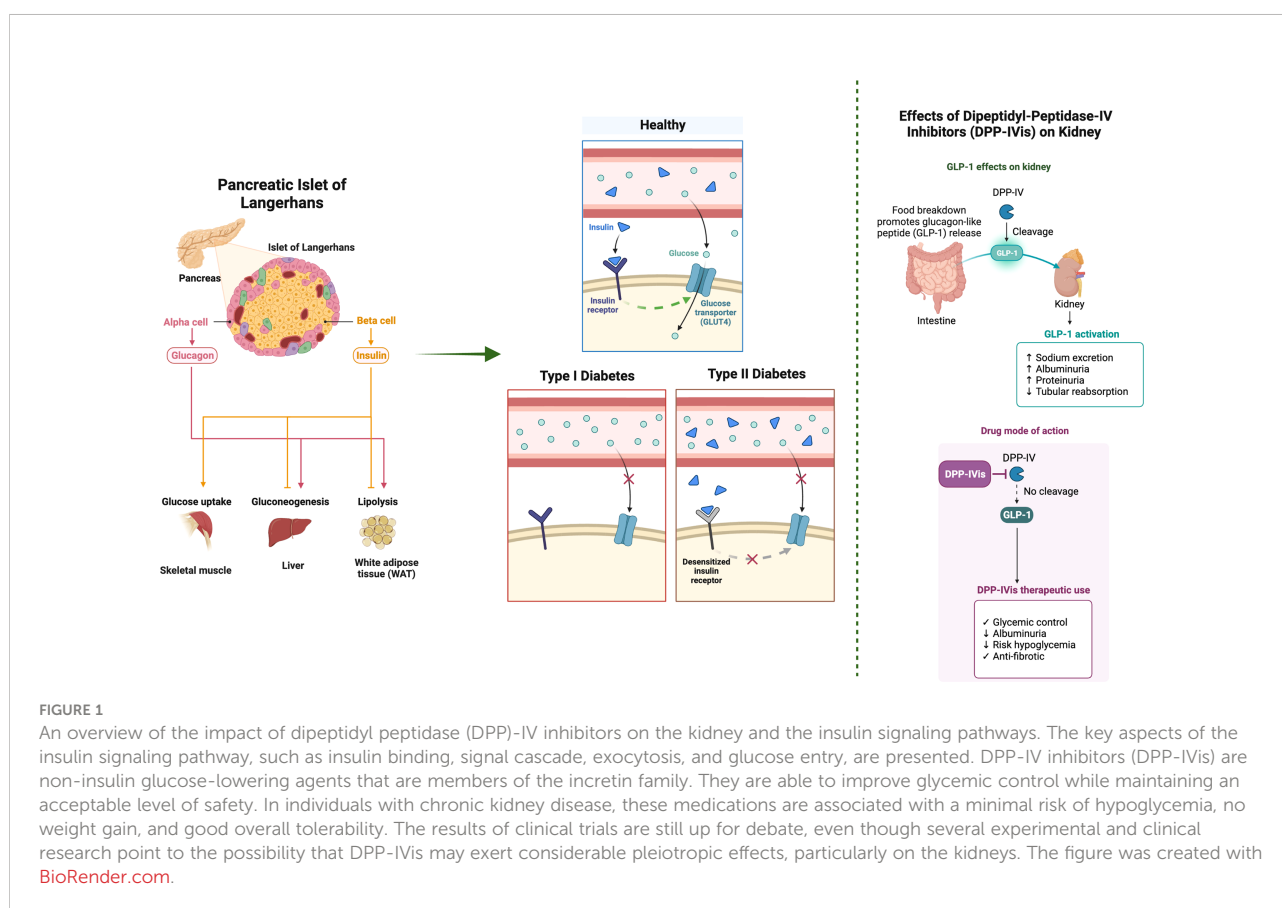 Pancreatic Islet of
Langerhans
Islet of Langerhans
Pancreas
Alpha cell
Beta cell
Glucagon
Insulin
Glucose uptake
Gluconeogenesis
Lipolysis
Skeletal muscle
Liver
White adipose
tissue (WAT)
Healthy
Insulin
Glucose
Insulin
receptor
Glucose
transporter
(GLUT4)
Type I Diabetes
Type II Diabetes
Desensitized
insulin
receptor
Effects of Dipeptidyl-Peptidase-IV
Inhibitors (DPP-IVis) on Kidney
GLP-1 effects on kidney
DPP-IV
Food breakdown
promotes glucagon-like
peptide (GLP-1) release
Cleavage
GLP-1
Intestine
Kidney
GLP-1 activation
↑ Sodium excretion
↑ Albuminuria
↑ Proteinuria
↓ Tubular reabsorption
Drug mode of action
DPP-IV
DPP-IVis
No cleavage
GLP-1
DPP-IVis therapeutic use
✓ Glycemic control
↓ Albuminuria
↓ Risk hypoglycemia
✓ Anti-fibrotic
FIGURE 1
An overview of the impact of dipeptidyl peptidase (DPP)-IV inhibitors on the kidney and the insulin signaling pathways. The key aspects of the
insulin signaling pathway, such as insulin binding, signal cascade, exocytosis, and glucose entry, are presented. DPP-IV inhibitors (DPP-IVis) are
non-insulin glucose-lowering agents that are members of the incretin family. They are able to improve glycemic control while maintaining an
acceptable level of safety. In individuals with chronic kidney disease, these medications are associated with a minimal risk of hypoglycemia, no
weight gain, and good overall tolerability. The results of clinical trials are still up for debate, even though several experimental and clinical
research point to the possibility that DPP-IVis may exert considerable pleiotropic effects, particularly on the kidneys. The figure was created with
BioRender.com.